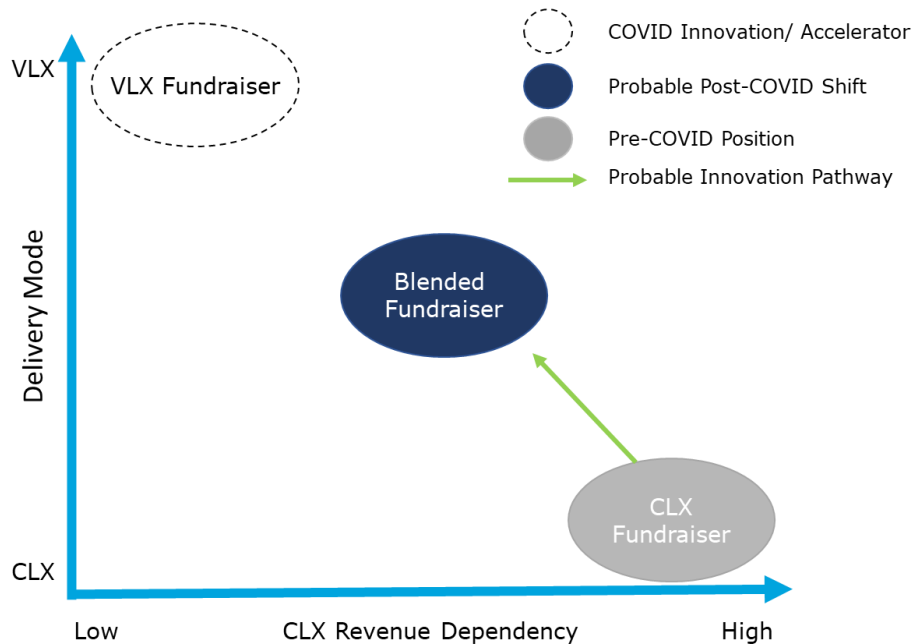 COVID Innovation/ Accelerator
VLX
VLX Fundraiser
Probable Post-COVID Shift
Pre-COVID Position
Probable Innovation Pathway
Delivery Mode
Blended
Fundraiser
CLX
Fundraiser
CLX
Low
CLX Revenue Dependency
High